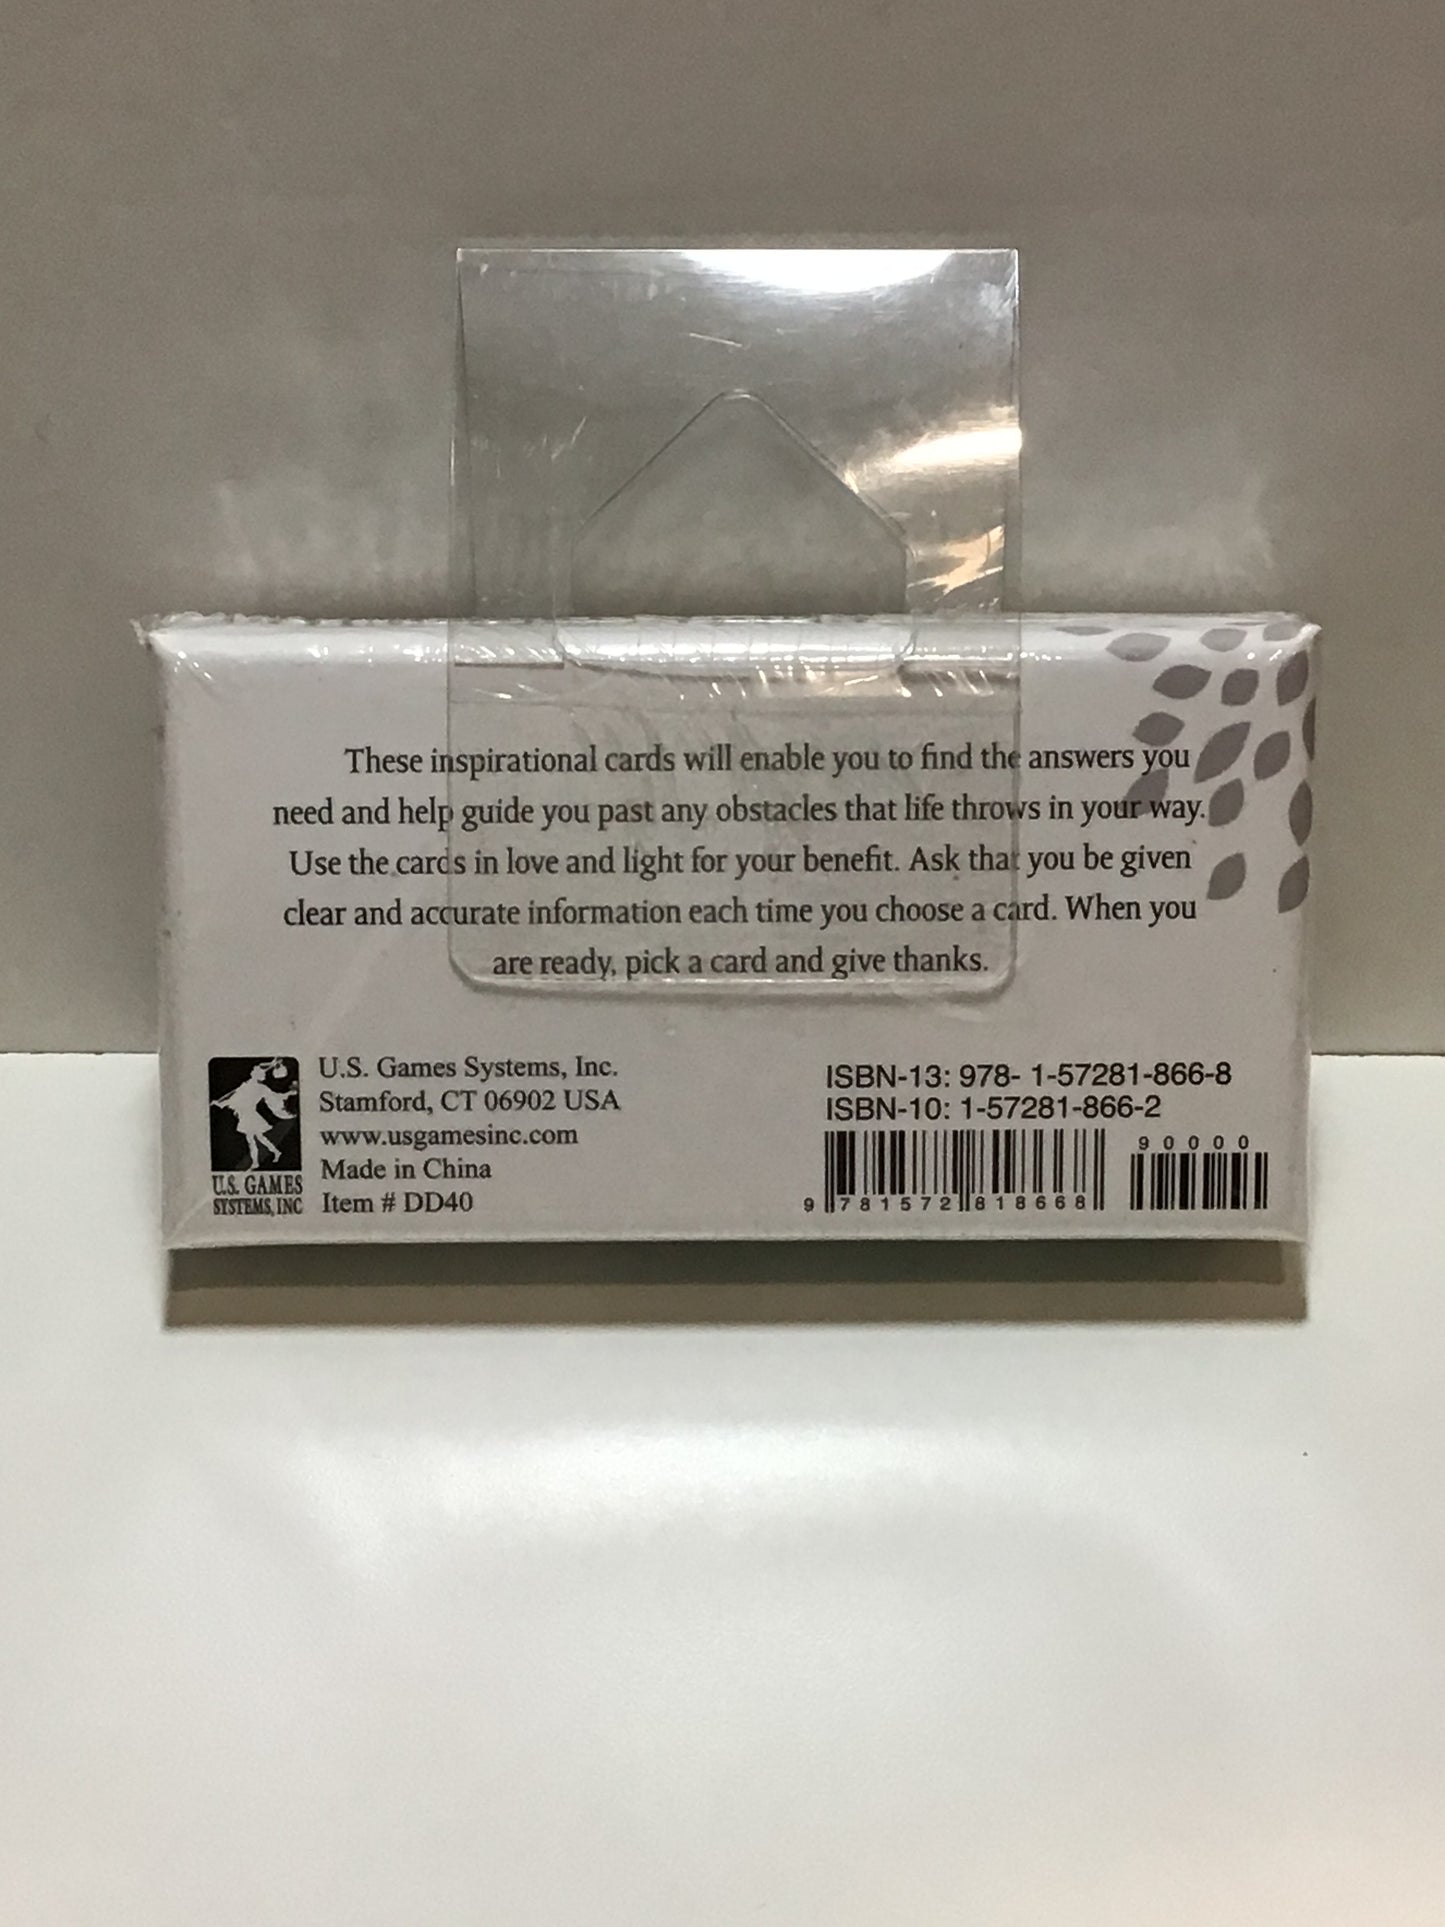 These inspirational cards will enable you to find the answers you
need and help guide you past any obstacles that life throws in your way.
Use the cards in love and light for your benefit. Ask that you be given
clear and accurate information each time you choose a card. When you
are ready, pick a card and give thanks.
U.S. Games Systems, Inc.
Stamford, CT 06902 USA
www.usgamesinc.com
Made in China
Item # DD40
U.S. GAMES
SYSTEMS, INC
ISBN-13: 978- 1-57281-866-8
ISBN-10: 1-57281-866-2
90000
9 781572 818668